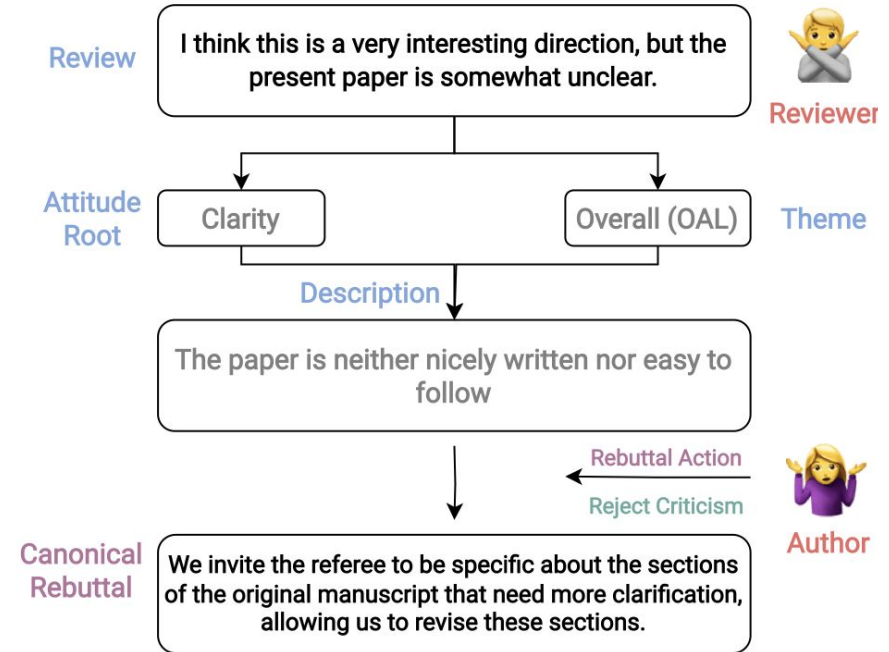 Review
I think this is a very interesting direction, but the
present paper is somewhat unclear.
Reviewer
Attitude
Root
Clarity
Overall (OAL)
Theme
Description
The paper is neither nicely written nor easy to
follow
Rebuttal Action
Reject Criticism
Author
Canonical
Rebuttal
We invite the referee to be specific about the sections
of the original manuscript that need more clarification,
allowing us to revise these sections.